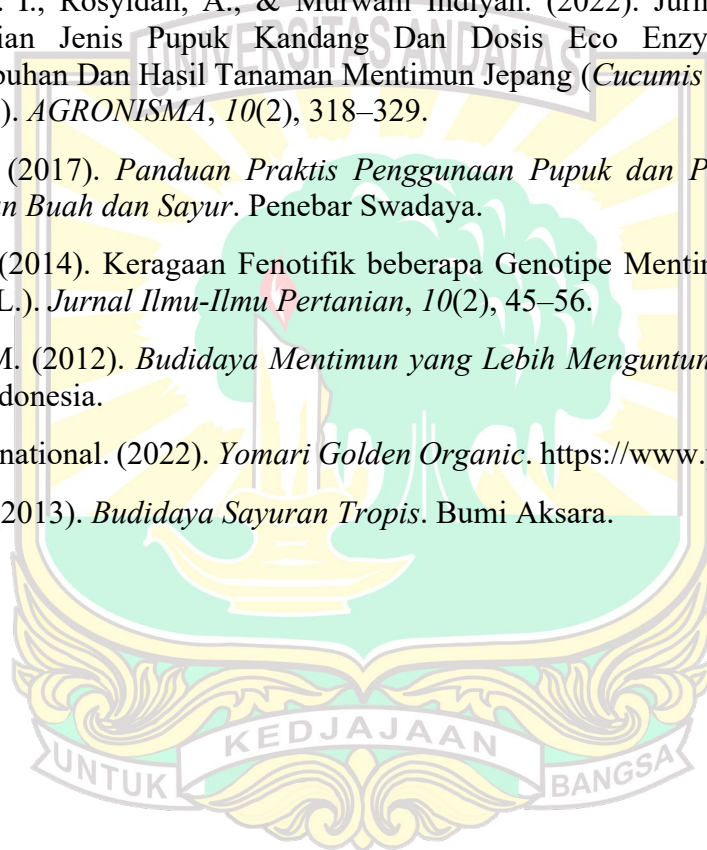 I., Rosyidah, A., & Murwani Indiyah. (2022). Jurn
ian Jenis Pupuk Kandang Dan Dosis Eco Enzy
buhan Dan Hasil Tanaman Mentimun Jepang (Cucumis
). AGRONISMA, 10(2), 318–329.
(2017). Panduan Praktis Penggunaan Pupuk dan P
n Buah dan Sayur. Penebar Swadaya.
(2014). Keragaan Fenotifik beberapa Genotipe Mentin
L.). Jurnal Ilmu-Ilmu Pertanian, 10(2), 45–56.
M. (2012). Budidaya Mentimun yang Lebih Menguntun
donesia.
national. (2022). Yomari Golden Organic. https://www.
2013). Budidaya Sayuran Tropis. Bumi Aksara.
UNIVERSITAS ANDALAS
UNTUK KEDJAJAAN BANGSA